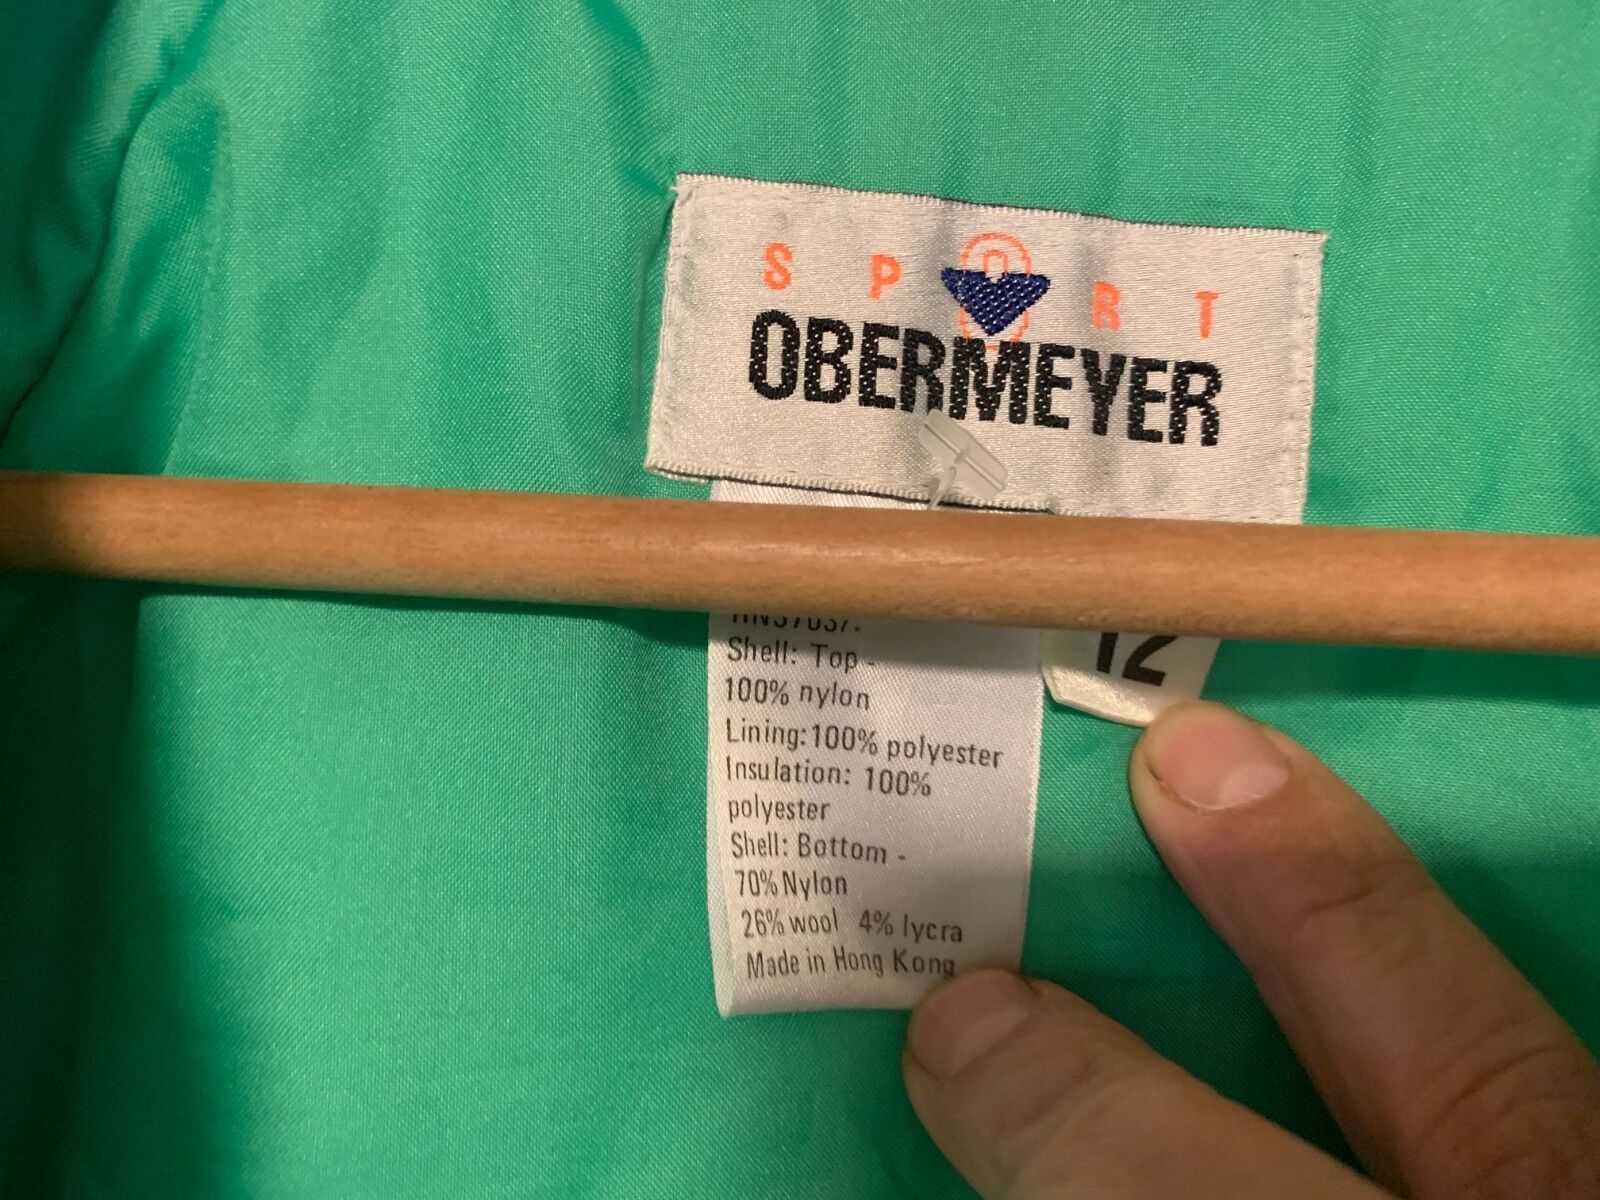 SPORT
OBERMEYER
12
Shell: Top -
100% nylon
Lining:100% polyester
Insulation: 100%
polyester
Shell: Bottom -
70% Nylon
26% wool 4% lycra
Made in Hong Kong